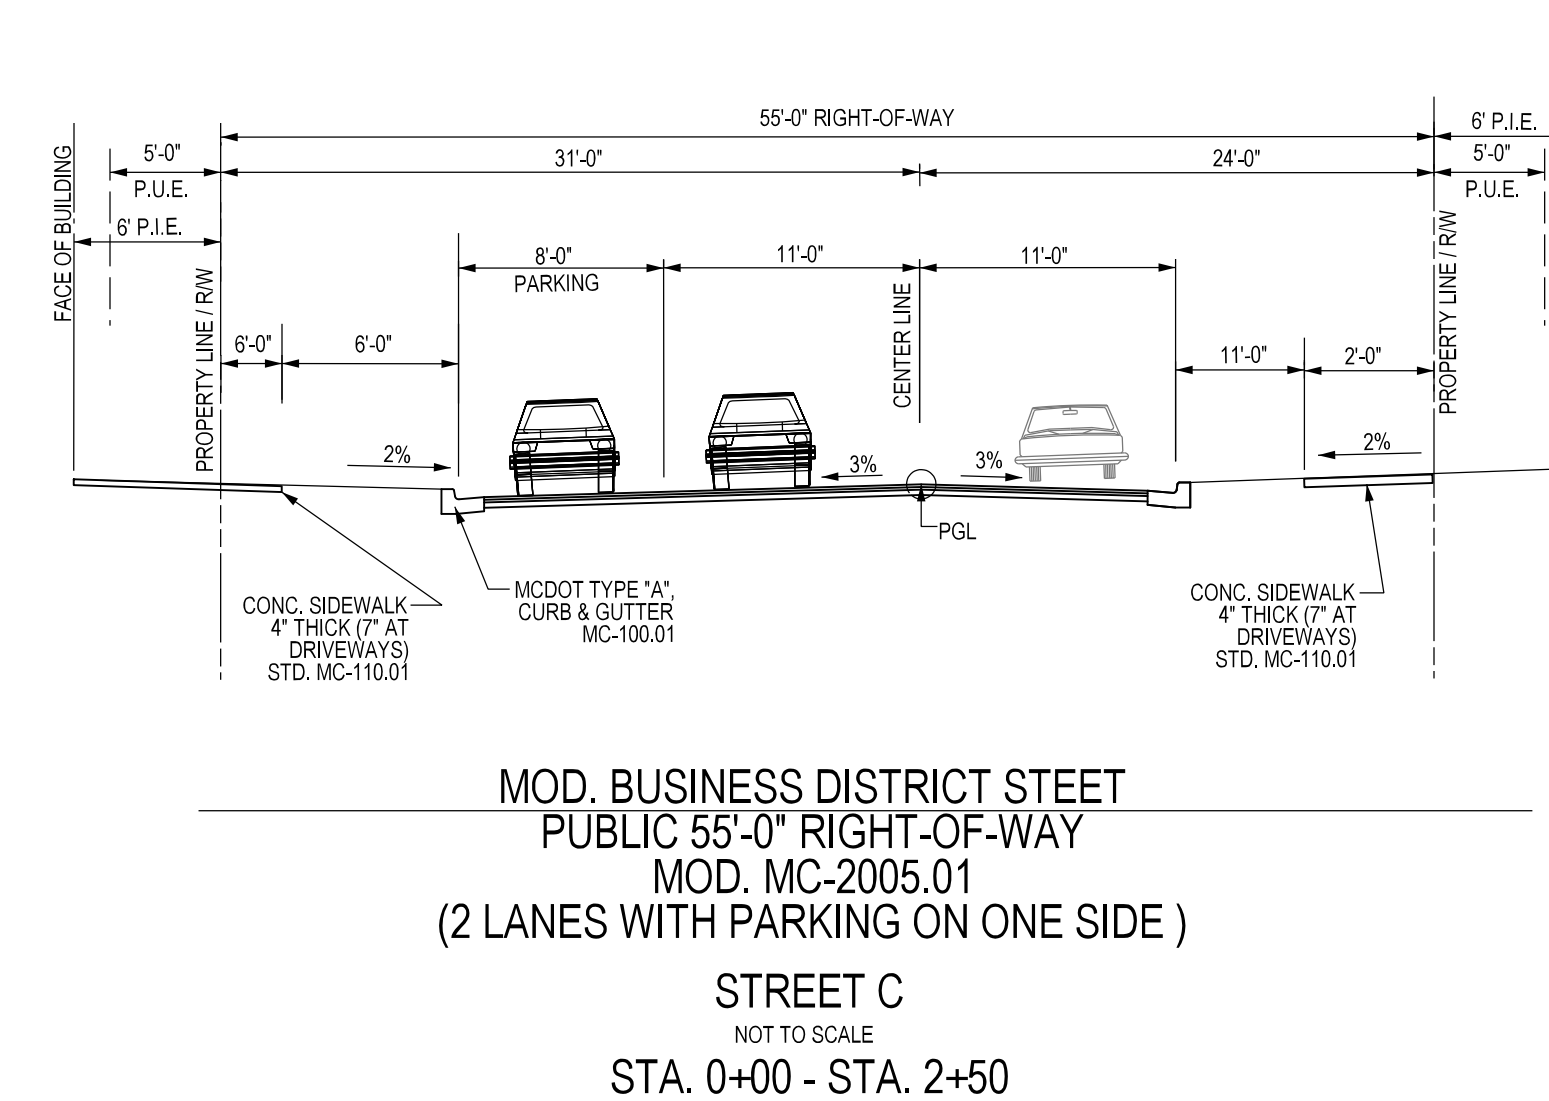 55'-0" RIGHT-OF-WAY
6' P.I.E.
5'-0"
P.U.E.
31'-0"
24'-0"
5'-0"
P.U.E.
FACE OF BUILDING
6' P.I.E.
PROPERTY LINE / R/W
8'-0"
PARKING
11'-0"
CENTER LINE
11'-0"
PROPERTY LINE / R/W
6'-0"
6'-0"
11'-0"
2'-0"
2%
3%
3%
2%
PGL
CONC. SIDEWALK
4" THICK (7" AT
DRIVEWAYS)
STD. MC-110.01
MCDOT TYPE "A",
CURB & GUTTER
MC-100.01
CONC. SIDEWALK
4" THICK (7" AT
DRIVEWAYS)
STD. MC-110.01
MOD. BUSINESS DISTRICT STEET
PUBLIC 55'-0" RIGHT-OF-WAY
MOD. MC-2005.01
(2 LANES WITH PARKING ON ONE SIDE )
STREET C
NOT TO SCALE
STA. 0+00 - STA. 2+50